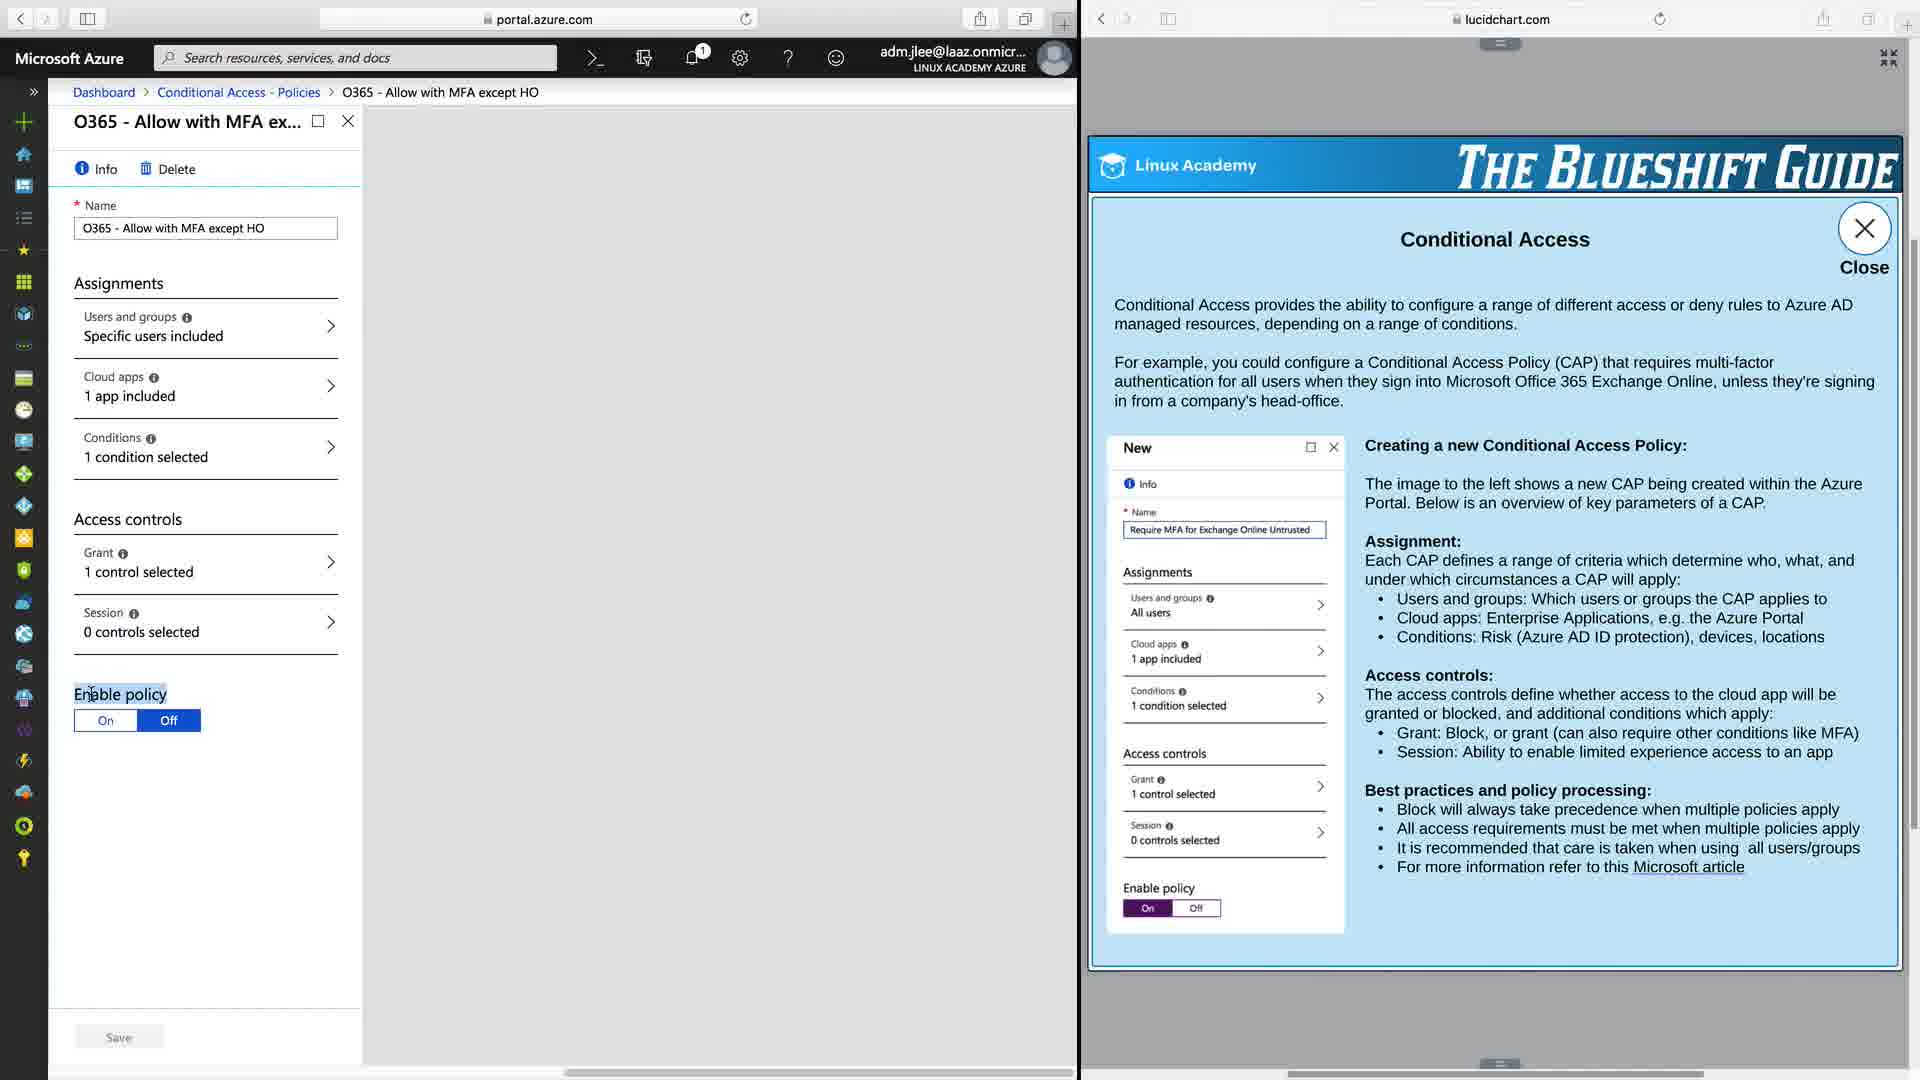 portal.azure.com
Microsoft Azure
Search resources, services, and docs
1
adm.jlee@laaz.onmicr...
LINUX ACADEMY AZURE
Dashboard > Conditional Access - Policies > O365 - Allow with MFA except HO
O365 - Allow with MFA ex...
Info
Delete
* Name
O365 - Allow with MFA except HO
Assignments
Users and groups
Specific users included
Cloud apps
1 app included
Conditions
1 condition selected
Access controls
Grant
1 control selected
Session
0 controls selected
Enable policy
On
Off
Save
lucidchart.com
Linux Academy
THE BLUESHIFT GUIDE
Conditional Access
Close
Conditional Access provides the ability to configure a range of different access or deny rules to Azure AD
managed resources, depending on a range of conditions.
For example, you could configure a Conditional Access Policy (CAP) that requires multi-factor
authentication for all users when they sign into Microsoft Office 365 Exchange Online, unless they're signing
in from a company's head-office.
New
Info
* Name
Require MFA for Exchange Online Untrusted
Assignments
Users and groups
All users
Cloud apps
1 app included
Conditions
1 condition selected
Access controls
Grant
1 control selected
Session
0 controls selected
Enable policy
On
Off
Creating a new Conditional Access Policy:
The image to the left shows a new CAP being created within the Azure
Portal. Below is an overview of key parameters of a CAP.
Assignment:
Each CAP defines a range of criteria which determine who, what, and
under which circumstances a CAP will apply:
• Users and groups: Which users or groups the CAP applies to
• Cloud apps: Enterprise Applications, e.g. the Azure Portal
• Conditions: Risk (Azure AD ID protection), devices, locations
Access controls:
The access controls define whether access to the cloud app will be
granted or blocked, and additional conditions which apply:
• Grant: Block, or grant (can also require other conditions like MFA)
• Session: Ability to enable limited experience access to an app
Best practices and policy processing:
• Block will always take precedence when multiple policies apply
• All access requirements must be met when multiple policies apply
• It is recommended that care is taken when using all users/groups
• For more information refer to this Microsoft article